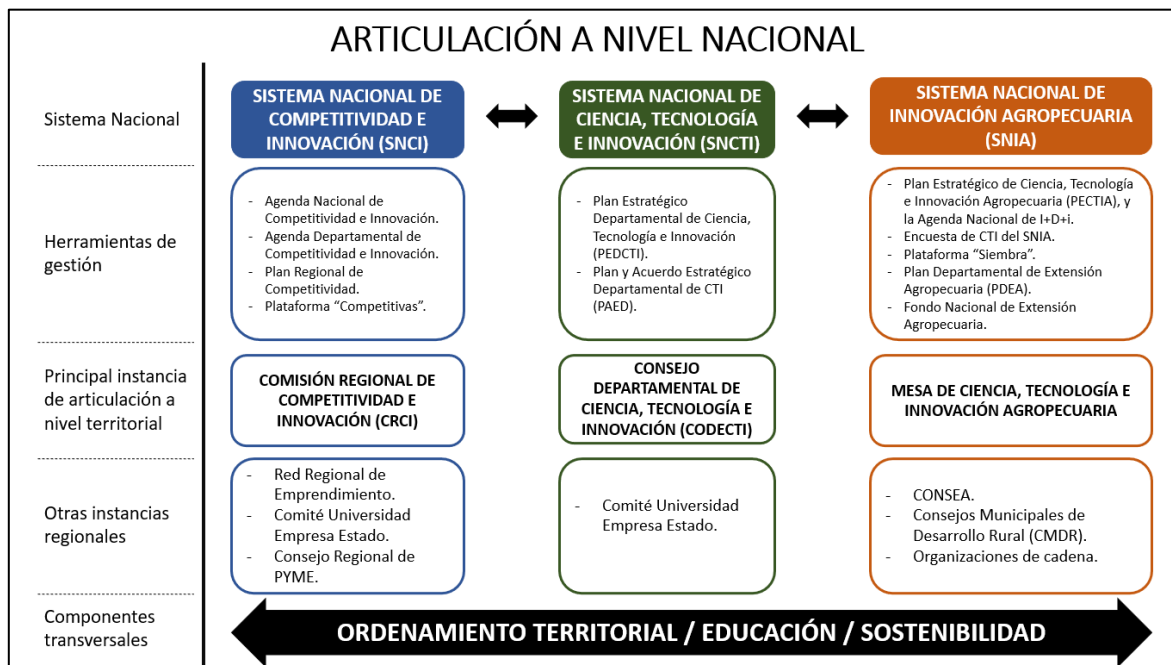 ARTICULACIÓN A NIVEL NACIONAL
Sistema Nacional
SISTEMA NACIONAL DE
COMPETITIVIDAD E
INNOVACIÓN (SNCI)
SISTEMA NACIONAL DE
CIENCIA, TECNOLOGÍA
E INNOVACIÓN (SNCTI)
SISTEMA NACIONAL DE
INNOVACIÓN AGROPECUARIA
(SNIA)
Herramientas de
gestión
- Agenda Nacional de
Competitividad e Innovación.
- Agenda Departamental de
Competitividad e Innovación.
- Plan Regional de
Competitividad.
- Plataforma “Competitivas”.
- Plan Estratégico
Departamental de Ciencia,
Tecnología e Innovación
(PEDCTI).
- Plan y Acuerdo Estratégico
Departamental de CTI
(PAED).
- Plan Estratégico de Ciencia, Tecnología
e Innovación Agropecuaria (PECTIA), y
la Agenda Nacional de I+D+i.
- Encuesta de CTI del SNIA.
- Plataforma “Siembra”.
- Plan Departamental de Extensión
Agropecuaria (PDEA).
- Fondo Nacional de Extensión
Agropecuaria.
Principal instancia
de articulación a
nivel territorial
COMISIÓN REGIONAL DE
COMPETITIVIDAD E
INNOVACIÓN (CRCI)
CONSEJO
DEPARTAMENTAL DE
CIENCIA, TECNOLOGÍA E
INNOVACIÓN (CODECTI)
MESA DE CIENCIA, TECNOLOGÍA E
INNOVACIÓN AGROPECUARIA
Otras instancias
regionales
- Red Regional de
Emprendimiento.
- Comité Universidad
Empresa Estado.
- Consejo Regional de
PYME.
- Comité Universidad
Empresa Estado.
- CONSEA.
- Consejos Municipales de
Desarrollo Rural (CMDR).
- Organizaciones de cadena.
Componentes
transversales
ORDENAMIENTO TERRITORIAL / EDUCACIÓN / SOSTENIBILIDAD